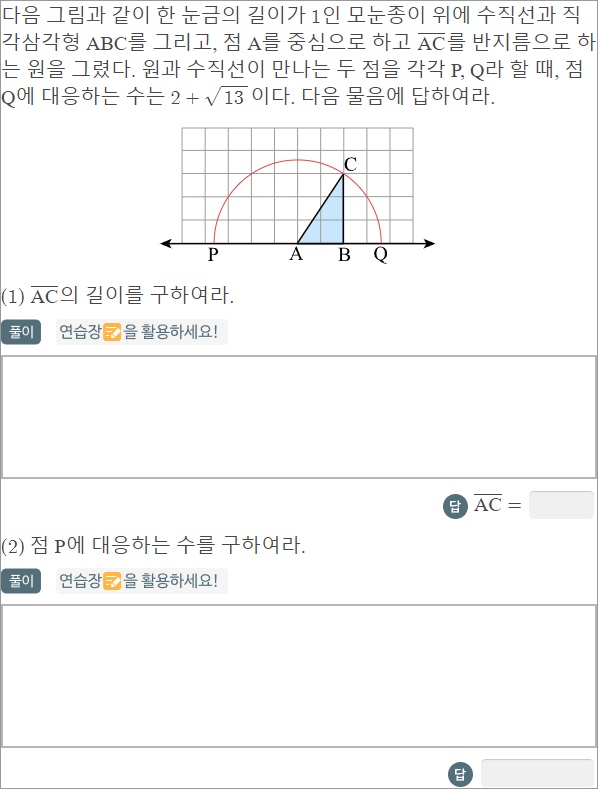 다음 그림과 같이 한 눈금의 길이가 1인 모눈종이 위에 수직선과 직
각삼각형 ABC를 그리고, 점 A를 중심으로 하고 AC를 반지름으로 하
는 원을 그렸다. 원과 수직선이 만나는 두 점을 각각 P, Q라 할 때, 점
Q에 대응하는 수는 2 + √13 이다. 다음 물음에 답하여라.
C
P A B Q
(1) AC의 길이를 구하여라.
풀이 연습장을 활용하세요!
답 AC =
(2) 점 P에 대응하는 수를 구하여라.
풀이 연습장을 활용하세요!
답